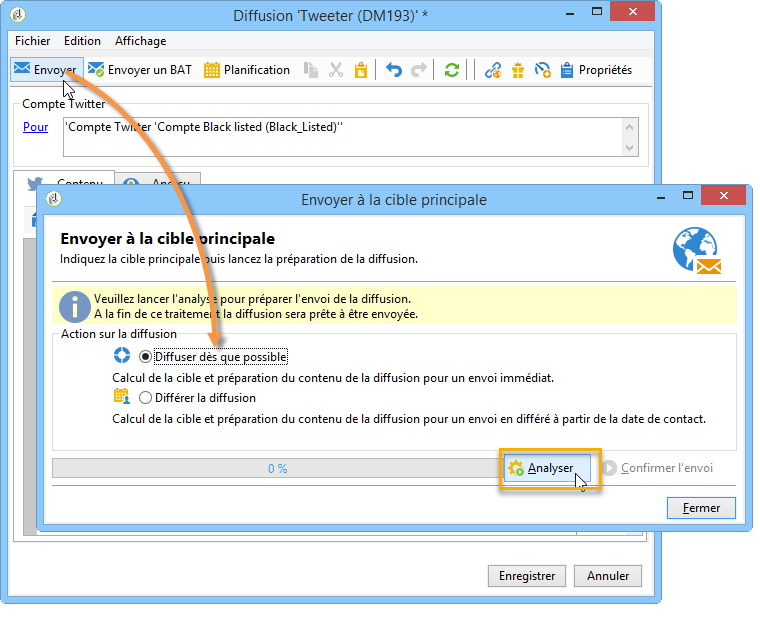 Diffusion 'Tweeter (DM193)' *
Fichier Edition Affichage
Envoyer Envoyer un BAT Planification Propriétés
Compte Twitter
Pour 'Compte Twitter 'Compte Black listed (Black_Listed)''
Contenu Aperçu
Envoyer à la cible principale
Envoyer à la cible principale
Indiquez la cible principale puis lancez la préparation de la diffusion.
Veuillez lancer l'analyse pour préparer l'envoi de la diffusion.
A la fin de ce traitement la diffusion sera prête à être envoyée.
Action sur la diffusion
Diffuser dès que possible
Calcul de la cible et préparation du contenu de la diffusion pour un envoi immédiat.
Différer la diffusion
Calcul de la cible et préparation du contenu de la diffusion pour un envoi en différé à partir de la date de contact.
0 % Analyser Confirmer l'envoi
Fermer
Enregistrer Annuler